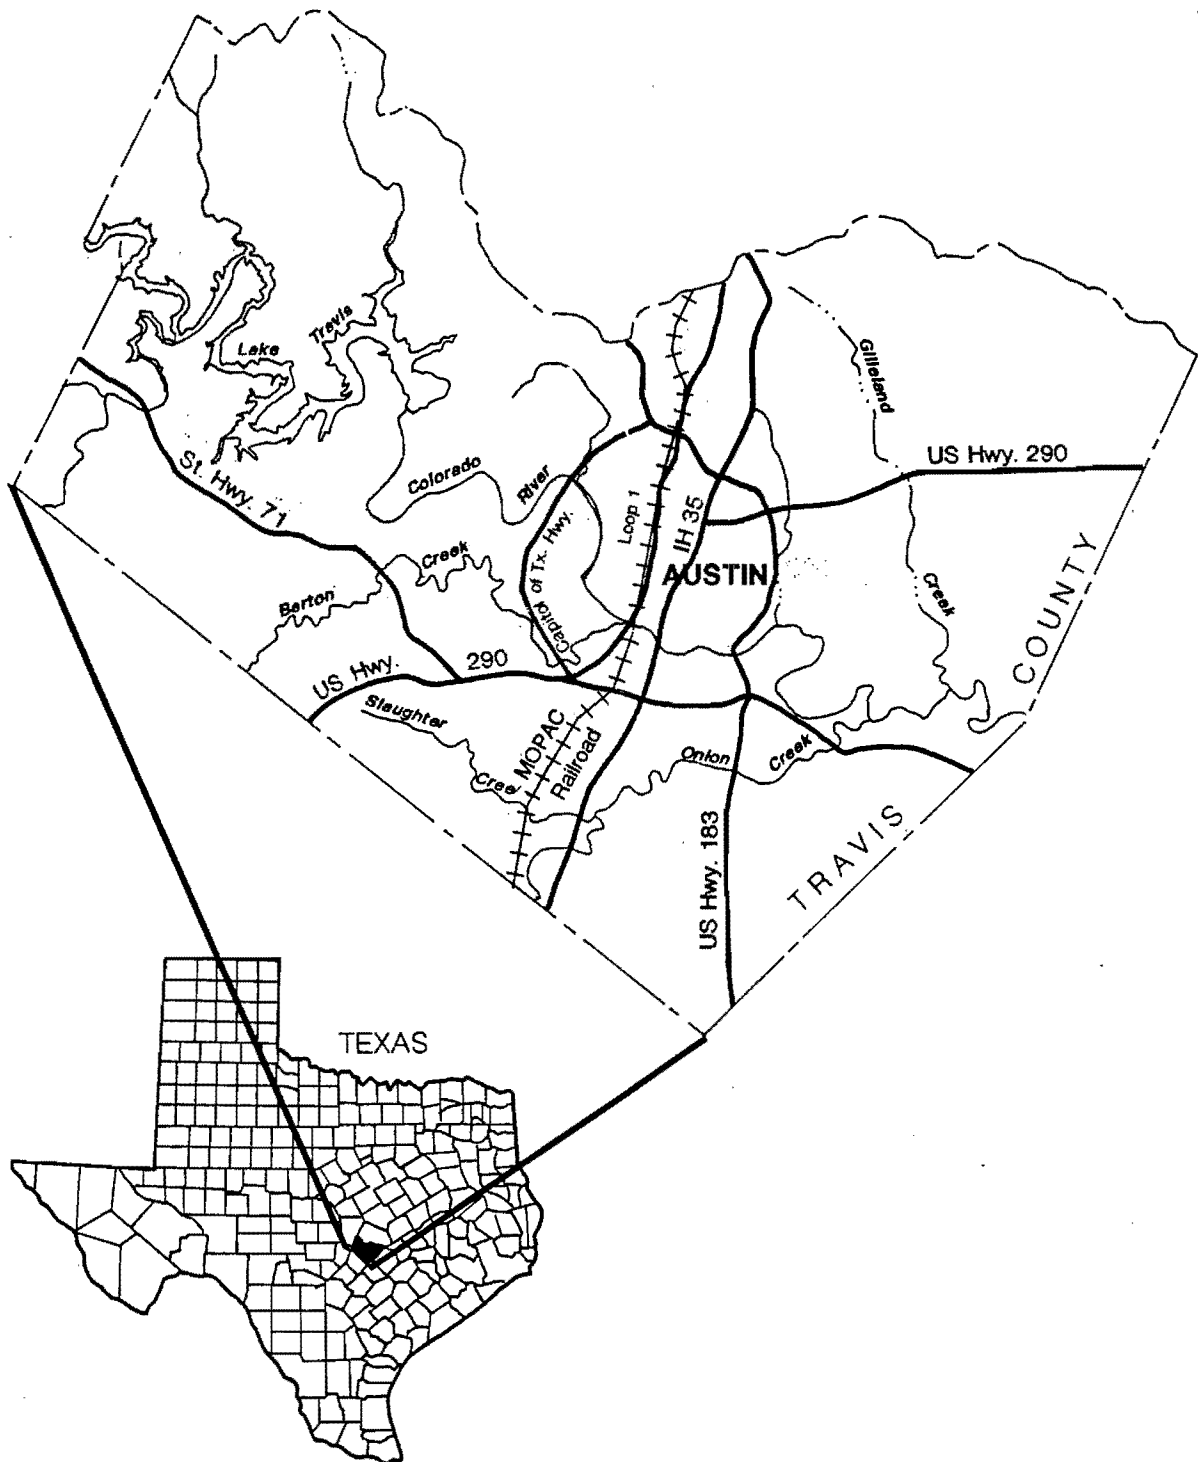 Lake
Travis
Gilleland
US Hwy. 290
St. Hwy. 71
Colorado
River
Loop 1
IH 35
Capitol of Tx. Hwy.
AUSTIN
Creek
Barton
Creek
COUNTY
US Hwy.
290
Slaughter
MOPAC
Railroad
Onion
Creek
Cree
US Hwy. 183
TRAVIS
TEXAS